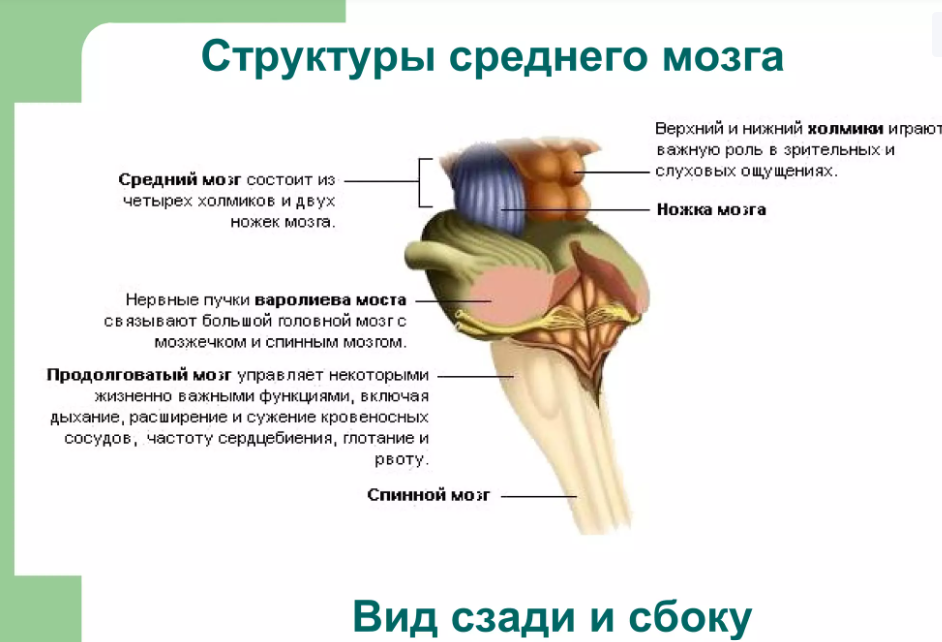 Структуры среднего мозга
Верхний и нижний холмики играют
важную роль в зрительных и
слуховых ощущениях.
Средний мозг состоит из
четырех холмиков и двух
ножек мозга.
Ножка мозга
Нервные пучки варолиева моста
связывают большой головной мозг с
мозжечком и спинным мозгом.
Продолговатый мозг управляет некоторыми
жизненно важными функциями, включая
дыхание, расширение и сужение кровеносных
сосудов, частоту сердцебиения, глотание и
рвоту.
Спинной мозг
Вид сзади и сбоку